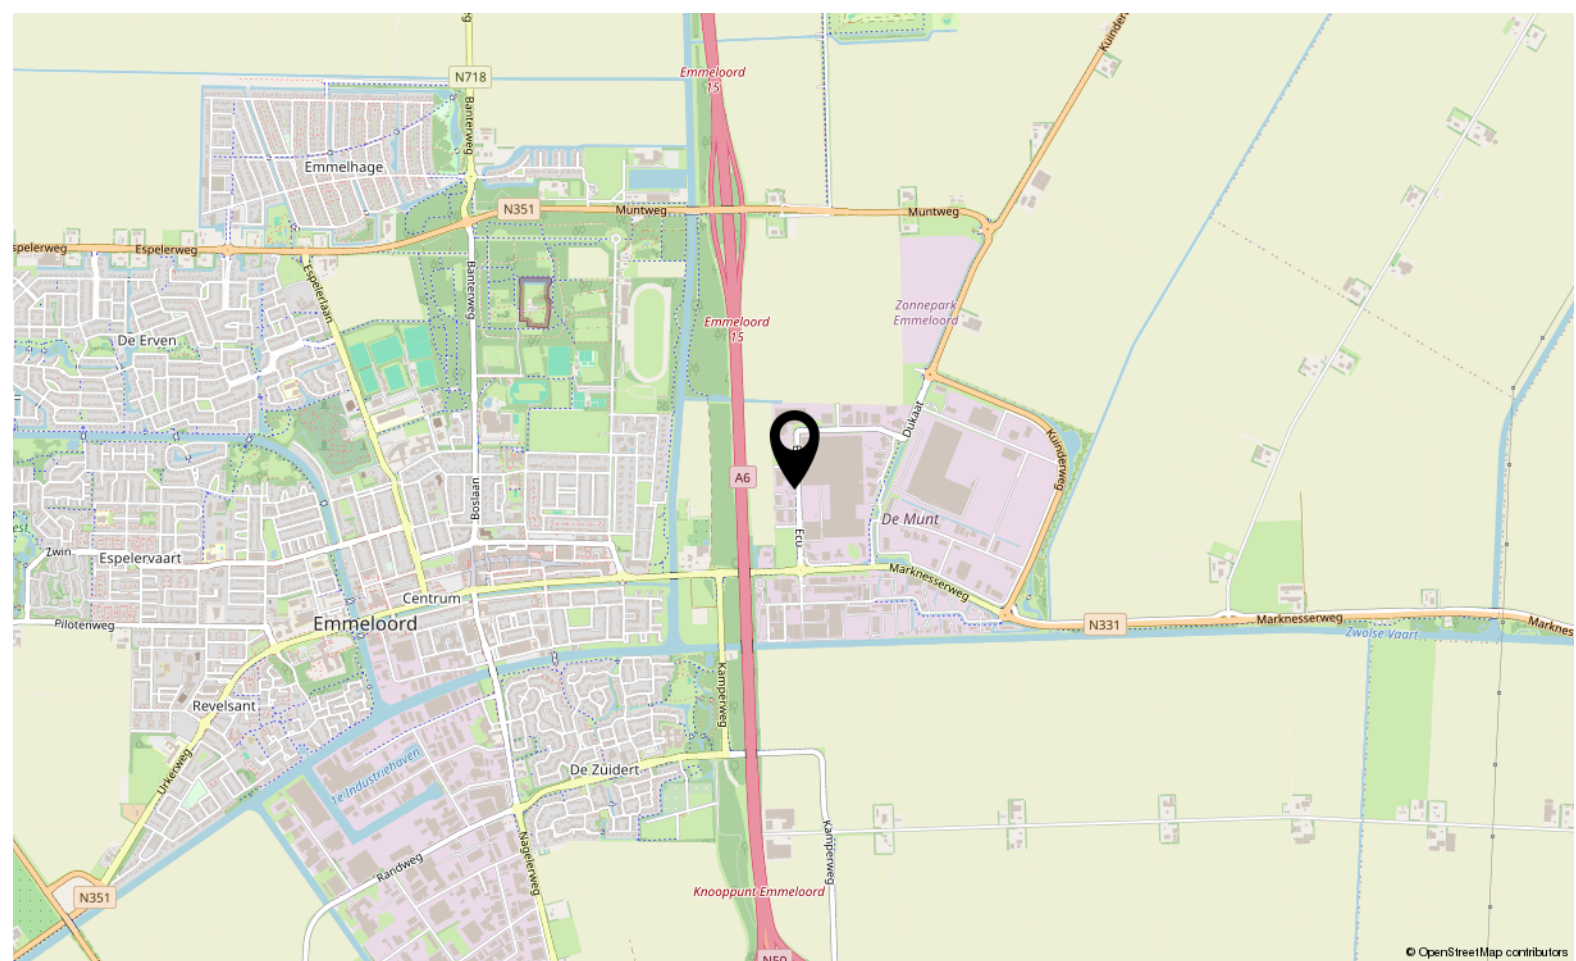 Kuinderweg
Emmeloord
15
N718
Banterweg
Emmelhage
N351
Muntweg
Muntweg
spelerweg
Espelerweg
Espelerlaan
Banterweg
Zonnepark
Emmeloord
Emmeloord
15
De Erven
Dukaat
Kuinderweg
A6
Boslaan
De Munt
Ecu
Zwin
Espelervaart
Marknesserweg
Centrum
Emmeloord
Pilotenweg
N331
Marknesserweg
Marknes
Zwolse Vaart
Kamperweg
Revelsant
Urkerweg
De Zuidert
1e Industriehaven
Kamperweg
Randweg
Nagelerweg
N351
Knooppunt Emmeloord
N50
© OpenStreetMap contributors